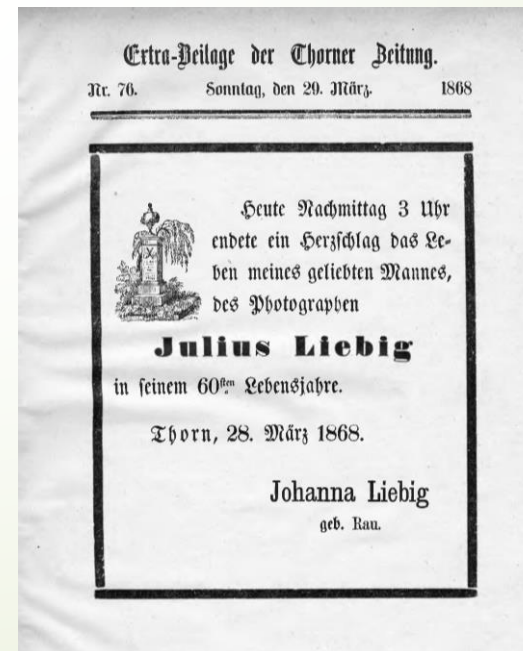 Extra-Beilage der Thorner Zeitung.
Nr. 76. Sonntag, den 29. März. 1868
Heute Nachmittag 3 Uhr
endete ein Herzschlag das Le-
ben meines geliebten Mannes,
des Photographen
Julius Liebig
in seinem 60sten Lebensjahre.
Thorn, 28. März 1868.
Johanna Liebig
geb. Rau.